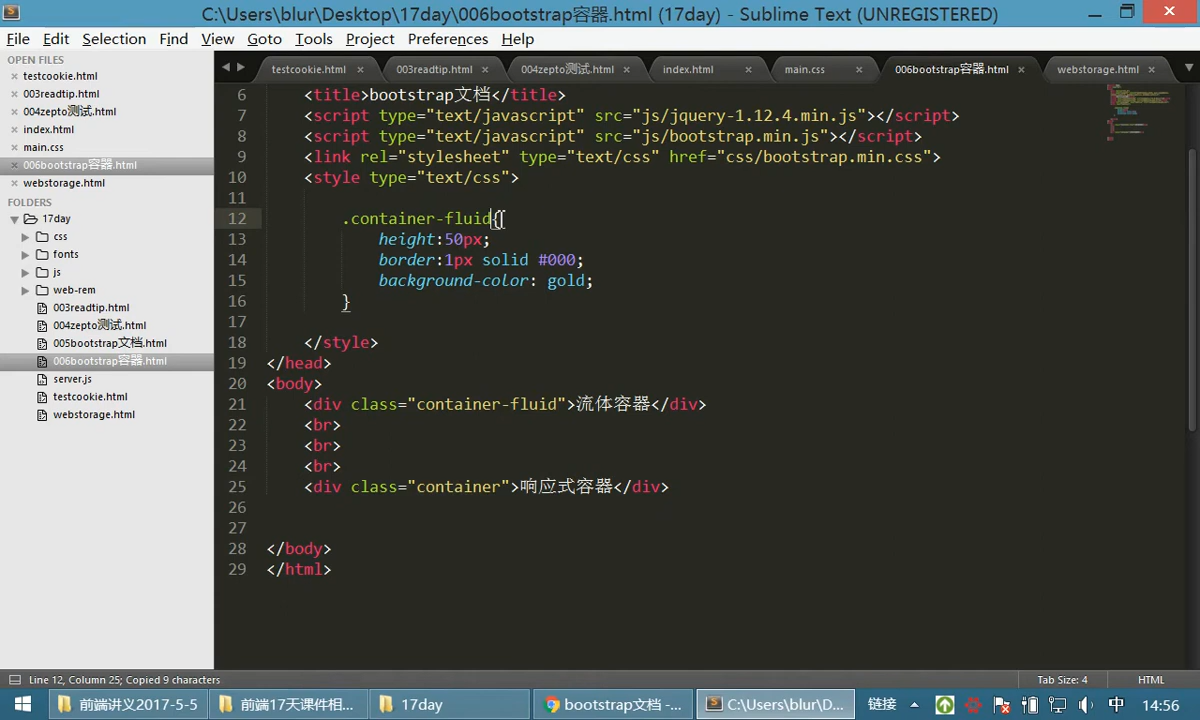 C:\Users\blur\Desktop\17day\006bootstrap容器.html (17day) - Sublime Text (UNREGISTERED)
File Edit Selection Find View Goto Tools Project Preferences Help
OPEN FILES
testcookie.html
003readtip.html
004zepto测试.html
index.html
main.css
006bootstrap容器.html
webstorage.html
FOLDERS
17day
css
fonts
js
web-rem
003readtip.html
004zepto测试.html
005bootstrap文档.html
006bootstrap容器.html
server.js
testcookie.html
webstorage.html
testcookie.html 003readtip.html 004zepto测试.html index.html main.css 006bootstrap容器.html webstorage.html
6 <title>bootstrap文档</title>
7 <script type="text/javascript" src="js/jquery-1.12.4.min.js"></script>
8 <script type="text/javascript" src="js/bootstrap.min.js"></script>
9 <link rel="stylesheet" type="text/css" href="css/bootstrap.min.css">
10 <style type="text/css">
11
12 .container-fluid{
13 height:50px;
14 border:1px solid #000;
15 background-color: gold;
16 }
17
18 </style>
19 </head>
20 <body>
21 <div class="container-fluid">流体容器</div>
22 <br>
23 <br>
24 <br>
25 <div class="container">响应式容器</div>
26
27
28 </body>
29 </html>
Line 12, Column 25; Copied 9 characters Tab Size: 4 HTML
前端讲义2017-5-5 前端17天课件相... 17day bootstrap文档 -... C:\Users\blur\D... 链接 中 14:56